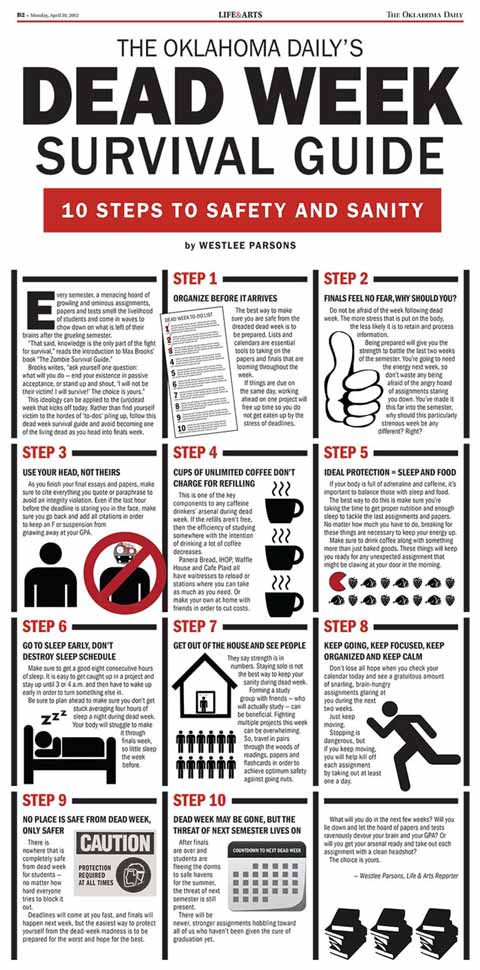 B2 • Monday, April 30, 2012
LIFE&ARTS
THE OKLAHOMA DAILY
THE OKLAHOMA DAILY'S
DEAD WEEK
SURVIVAL GUIDE
10 STEPS TO SAFETY AND SANITY
by WESTLEE PARSONS
Every semester, a menacing hoard of
growling and ominous assignments,
papers and tests smell the livelihood
of students and come in waves to
chow down on what is left of their
brains after the grueling semester.
"That said, knowledge is the only part of the fight
for survival," reads the introduction to Max Brooks'
book "The Zombie Survival Guide."
Brooks writes, "ask yourself one question:
what will you do — end your existence in passive
acceptance, or stand up and shout, 'I will not be
their victim! I will survive! The choice is yours."
This ideology can be applied to the (un)dead
week that kicks of today. Rather than find yourself
victim to the hordes of 'to-dos' piling up, follow this
dead week survival guide and avoid becoming one
of the living dead as you head into finals week.
STEP 1
ORGANIZE BEFORE IT ARRIVES
DEAD WEEK TO-DO LIST
1
2
3
4
5
6
7
8
9
10
The best way to make
sure you are safe from the
dreaded dead week is to
be prepared. Lists and
calendars are essential
tools to taking on the
papers and finals that are
looming throughout the
week.
If things are due on
the same day, working
ahead on one project will
free up time so you do
not get eaten up by the
stress of deadlines.
STEP 2
FINALS FEEL NO FEAR, WHY SHOULD YOU?
Do not be afraid of the week following dead
week. The more stress that is put on the body,
the less likely it is to retain and process
information.
Being prepared will give you the
strength to battle the last two weeks
of the semester. You're going to need
the energy next week, so
don't waste any being
afraid of the angry hoard
of assignments staring
you down. You've made it
this far into the semester,
why should this particularly
strenous week be any
different? Right?
STEP 3
USE YOUR HEAD, NOT THEIRS
As you finish your final essays and papers, make
sure to cite everything you quote or paraphrase to
avoid an integrity violation. Even if the last hour
before the deadline is staring you in the face, make
sure you go back and add all citations in order
to keep an F or suspension from
gnawing away at your GPA.
STEP 4
CUPS OF UNLIMITED COFFEE DON'T
CHARGE FOR REFILLING
This is one of the key
components to any caffeine
drinkers' arsenal during dead
week. If the refills aren't free,
then the efficiency of studying
somewhere with the intention
of drinking a lot of coffee
decreases.
Panera Bread, IHOP, Waffle
House and Cafe Plaid all
have waitresses to reload or
stations where you can take
as much as you need. Or
make your own at home with
friends in order to cut costs.
STEP 5
IDEAL PROTECTION = SLEEP AND FOOD
If your body is full of adrenaline and caffeine, it's
important to balance those with sleep and food.
The best way to do this is make sure you're
taking the time to get proper nutrition and enough
sleep to tackle the last assignments and papers.
No matter how much you have to do, breaking for
these things are necessary to keep your energy up.
Make sure to drink coffee along with something
more than just baked goods. These things will keep
you ready for any unexpected assignment that
might be clawing at your door in the morning.
STEP 6
GO TO SLEEP EARLY, DON'T
DESTROY SLEEP SCHEDULE
Make sure to get a good eight consecutive hours
of sleep. It is easy to get caught up in a project and
stay up until 3 or 4 a.m. and then have to wake up
early in order to turn something else in.
Be sure to plan ahead to make sure you don't get
stuck averaging four hours of
sleep a night during dead week.
Your body will struggle to make
it through
finals week,
so little sleep
the week
before.
zzz
STEP 7
GET OUT OF THE HOUSE AND SEE PEOPLE
They say strength is in
numbers. Staying solo is not
the best way to keep your
sanity during dead week.
Forming a study
group with friends — who
will actually study — can
be beneficial. Fighting
multiple projects this week
can be overwhelming.
So, travel in pairs
through the woods of
readings, papers and
flashcards in order to
achieve optimum safety
against going nuts.
STEP 8
KEEP GOING, KEEP FOCUSED, KEEP
ORGANIZED AND KEEP CALM
Don't lose all hope when you check your
calendar today and see a gratuitous amount
of snarling, brain-hungry
assignments glaring at
you during the next
two weeks.
Just keep
moving.
Stopping is
dangerous, but
if you keep moving,
you will help kill off
each assignment
by taking out at least
one a day.
STEP 9
NO PLACE IS SAFE FROM DEAD WEEK,
ONLY SAFER
There is
nowhere that is
completely safe
from dead week
for students —
no matter how
hard everyone
tries to block it
out.
CAUTION
PROTECTION
REQUIRED
AT ALL TIMES
Deadlines will come at you fast, and finals will
happen next week, but the easiest way to protect
yourself from the dead-week madness is to be
prepared for the worst and hope for the best.
STEP 10
DEAD WEEK MAY BE GONE, BUT THE
THREAT OF NEXT SEMESTER LIVES ON
After finals
are over and
students are
fleeing the dorms
to safe havens
for the summer,
the threat of next
semester is still
present.
COUNTDOWN TO NEXT DEAD WEEK
There will be
newer, stronger assignments hobbling toward
all of us who haven't been given the cure of
graduation yet.
What will you do in the next few weeks? Will you
lie down and let the hoard of papers and tests
ravenously devour your brain and your GPA? Or
will you get your arsenal ready and take out each
assignment with a clean headshot?
The choice is yours.
— Westlee Parsons, Life & Arts Reporter